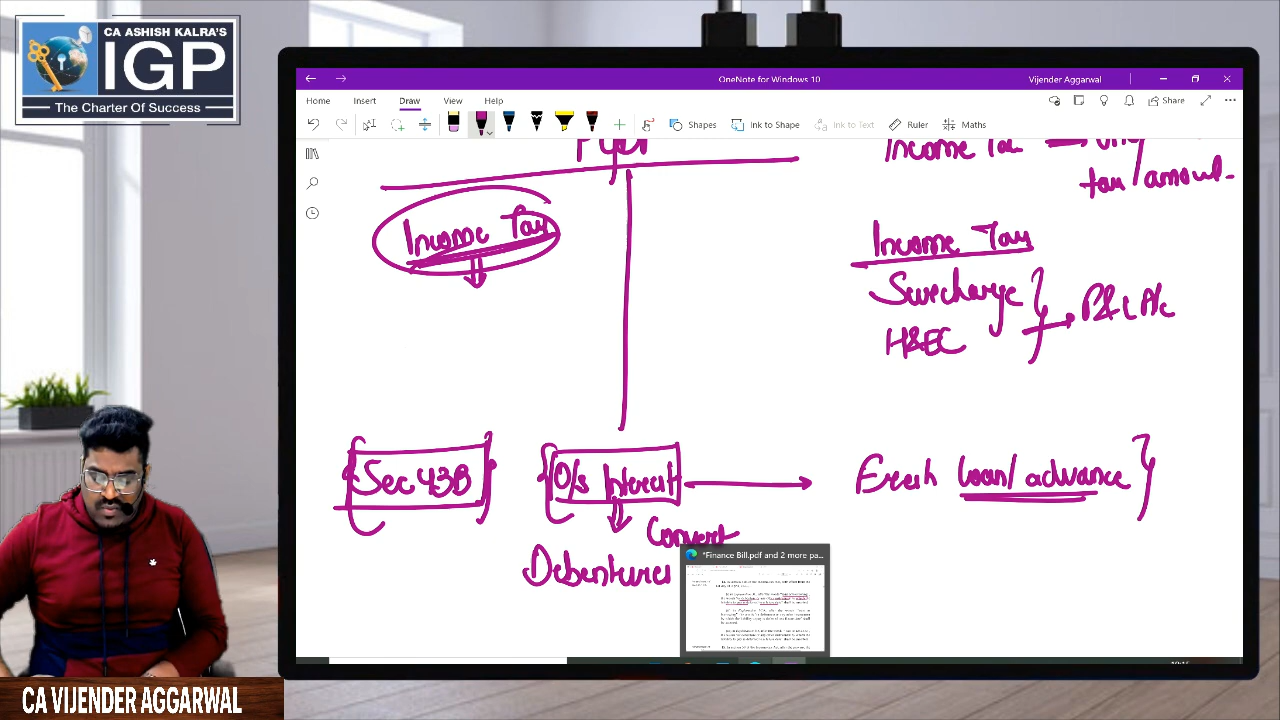 CA ASHISH KALRA'S
IGP
The Charter Of Success
OneNote for Windows 10
Vijender Aggarwal
Home Insert Draw View Help
Share
Shapes Ink to Shape Ink to Text Ruler Maths
Income Tax
tax amount.
Income Tax
Income Tax
Surcharge
H&EC
P&L A/c
Sec 43B
O/s Interest
Fresh loan/advance
Convert
Debentures
*Finance Bill.pdf and 2 more pa...
CA VIJENDER AGGARWAL